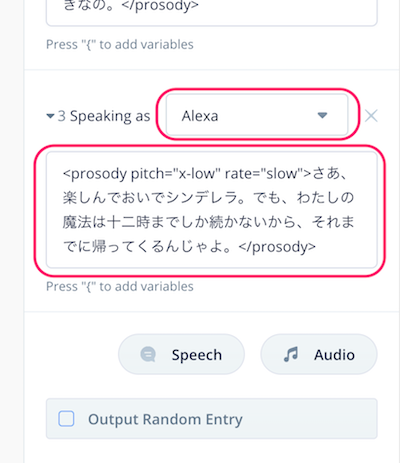 きなの。</prosody>
Press "{" to add variables
3 Speaking as
Alexa
<prosody pitch="x-low" rate="slow">さあ、
楽しんでおいでシンデレラ。でも、わたしの
魔法は十二時までしか続かないから、それま
でに帰ってくるんじゃよ。</prosody>
Press "{" to add variables
Speech
Audio
Output Random Entry